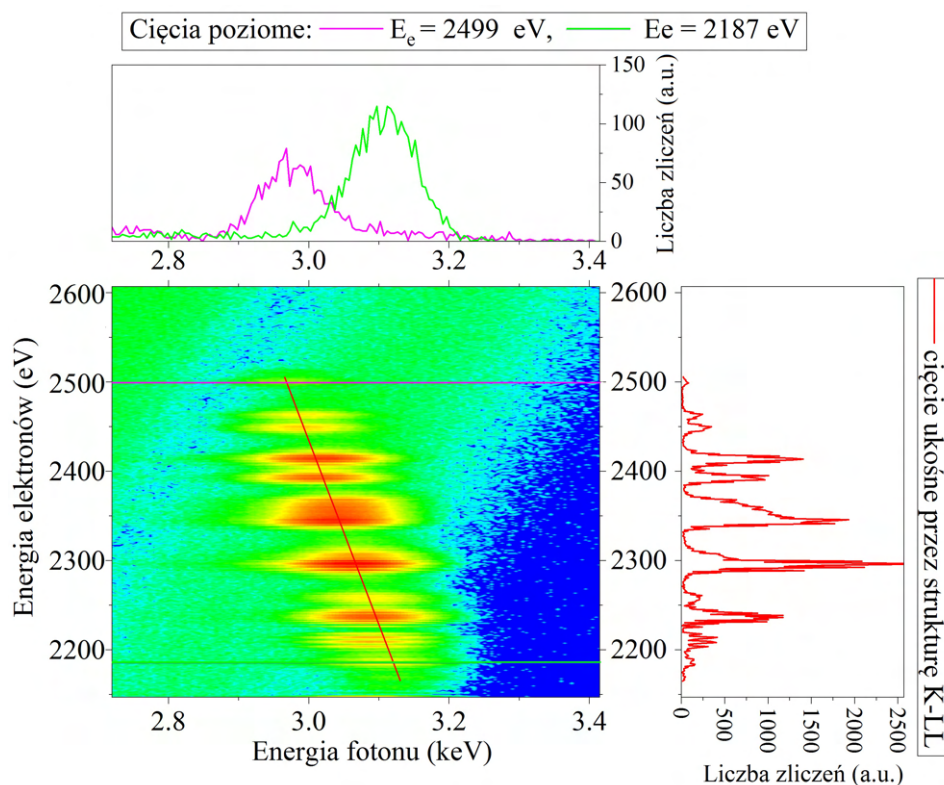 Cięcia poziome: E_e = 2499 eV, Ee = 2187 eV
150
100
50
0
Liczba zliczeń (a.u.)
2.8 3.0 3.2 3.4
2600
2500
2400
2300
2200
Energia elektronów (eV)
2.8 3.0 3.2 3.4
Energia fotonu (keV)
2600
2500
2400
2300
2200
0 500 1000 1500 2000 2500
Liczba zliczeń (a.u.)
cięcie ukośne przez strukturę K-LL